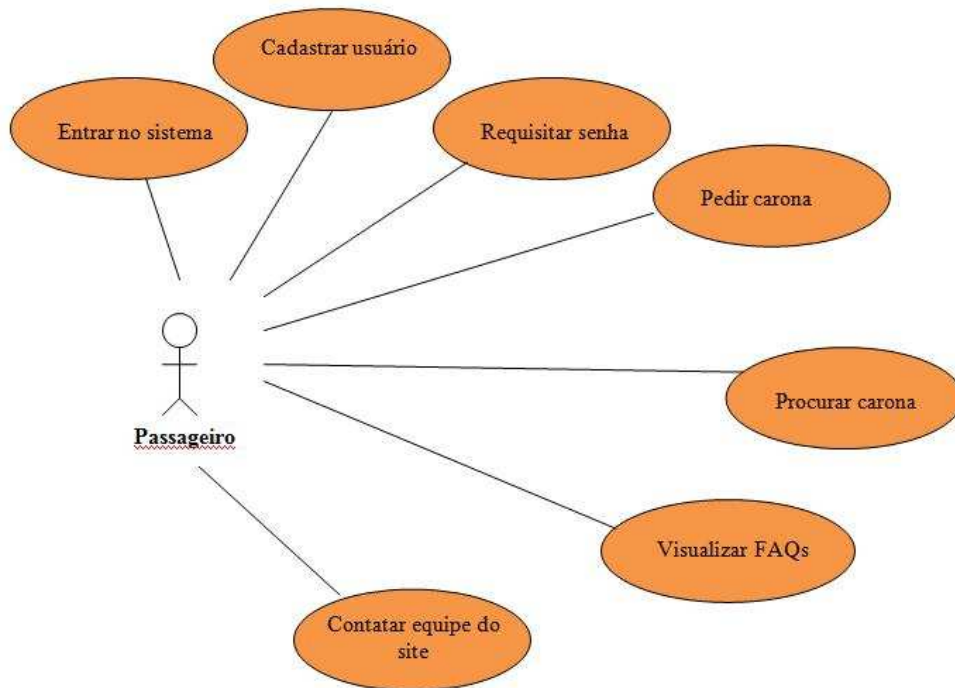 Cadastrar usuário
Entrar no sistema
Requisitar senha
Pedir carona
Procurar carona
Passageiro
Visualizar FAQs
Contatar equipe do
site